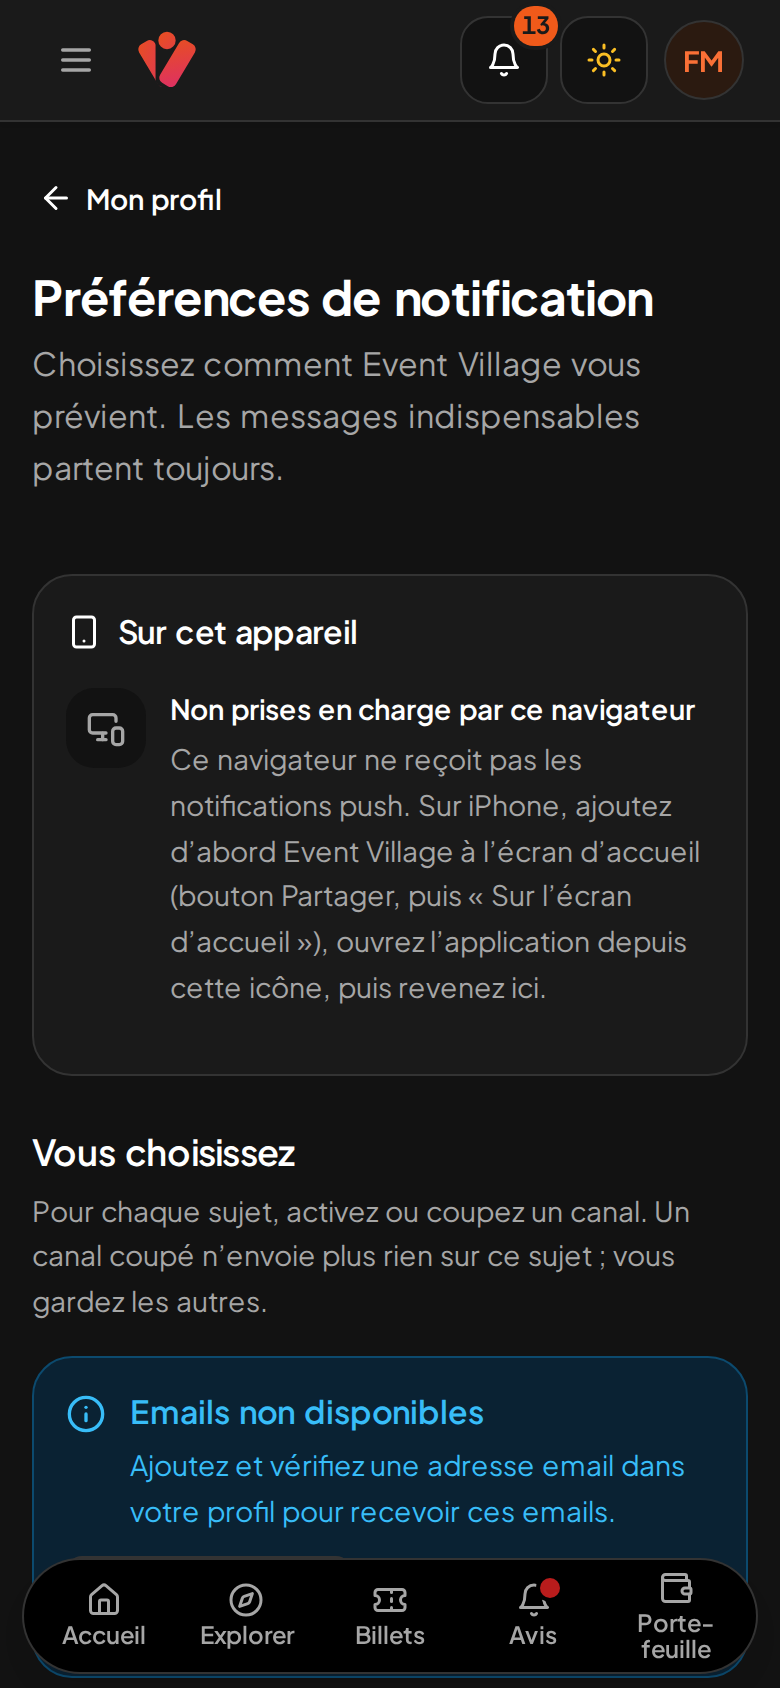 13
FM
Mon profil
Préférences de notification
Choisissez comment Event Village vous
prévient. Les messages indispensables
partent toujours.
Sur cet appareil
Non prises en charge par ce navigateur
Ce navigateur ne reçoit pas les
notifications push. Sur iPhone, ajoutez
d’abord Event Village à l’écran d’accueil
(bouton Partager, puis « Sur l’écran
d’accueil »), ouvrez l’application depuis
cette icône, puis revenez ici.
Vous choisissez
Pour chaque sujet, activez ou coupez un canal. Un
canal coupé n’envoie plus rien sur ce sujet ; vous
gardez les autres.
Emails non disponibles
Ajoutez et vérifiez une adresse email dans
votre profil pour recevoir ces emails.
Accueil
Explorer
Billets
Avis
Porte-
feuille